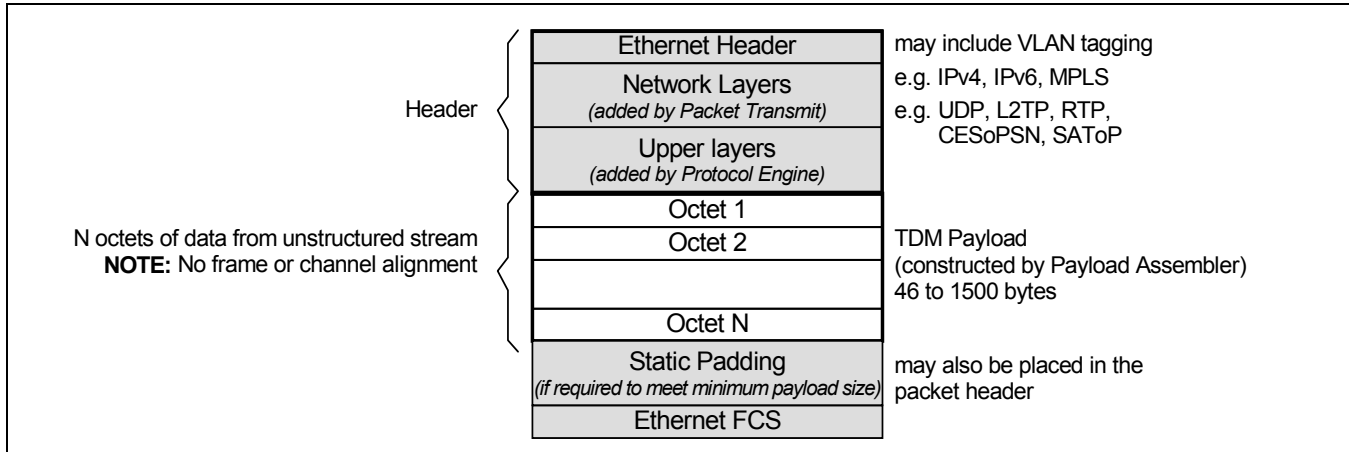 Ethernet Header
may include VLAN tagging
Network Layers
(added by Packet Transmit)
e.g. IPv4, IPv6, MPLS
Header
e.g. UDP, L2TP, RTP,
CESoPSN, SAToP
Upper layers
(added by Protocol Engine)
Octet 1
N octets of data from unstructured stream
NOTE: No frame or channel alignment
Octet 2
TDM Payload
(constructed by Payload Assembler)
46 to 1500 bytes
Octet N
Static Padding
(if required to meet minimum payload size)
may also be placed in the
packet header
Ethernet FCS